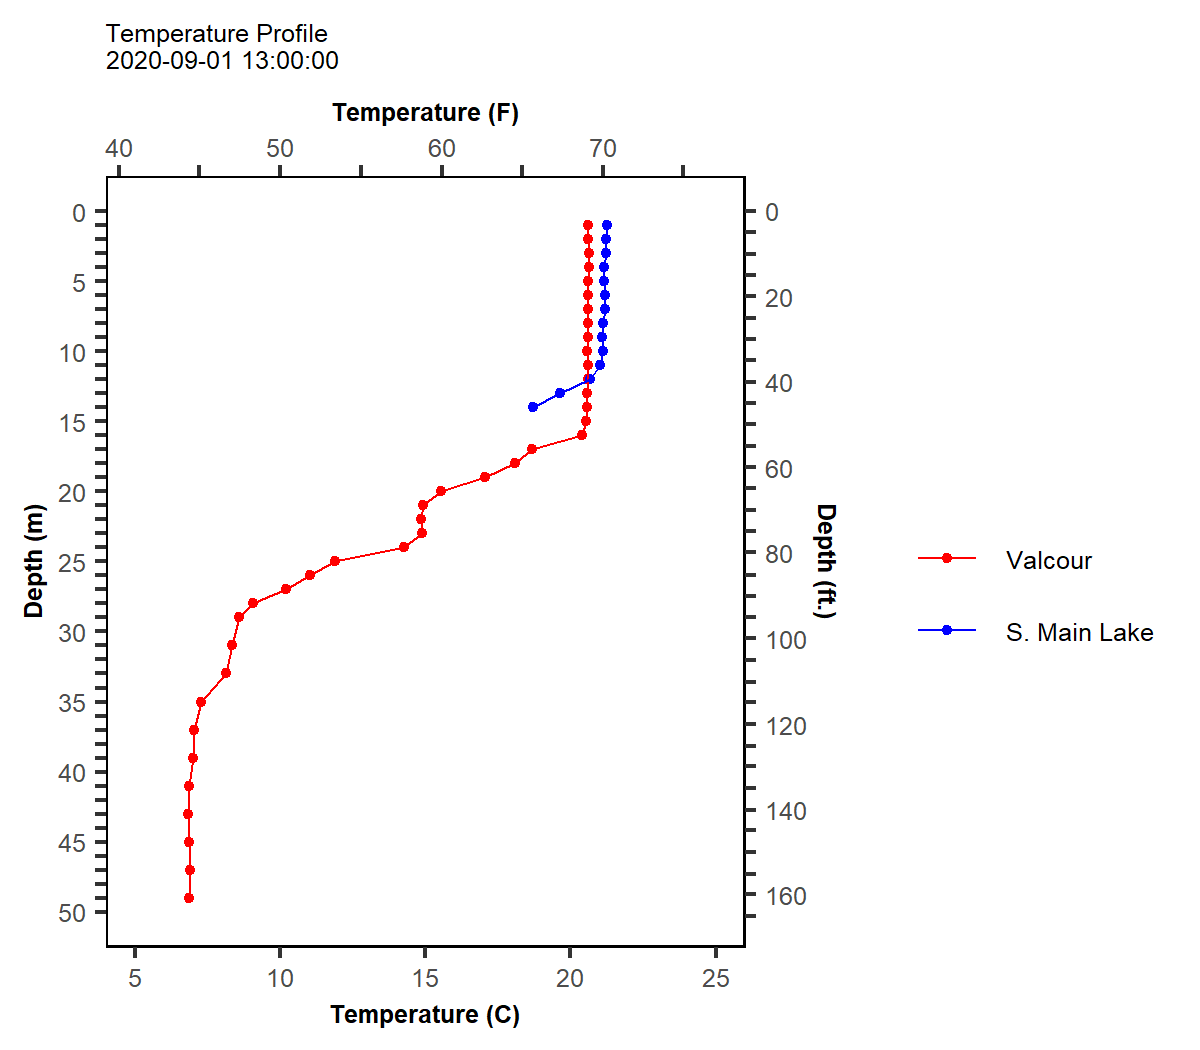 Temperature Profile
2020-09-01 13:00:00
Temperature (F)
40 50 60 70
0 0
5
20
10
40
15
60
20
80
25
30
100
35
120
40
140
45
160
50
Depth (m)
Depth (ft.)
Valcour
S. Main Lake
5 10 15 20 25
Temperature (C)